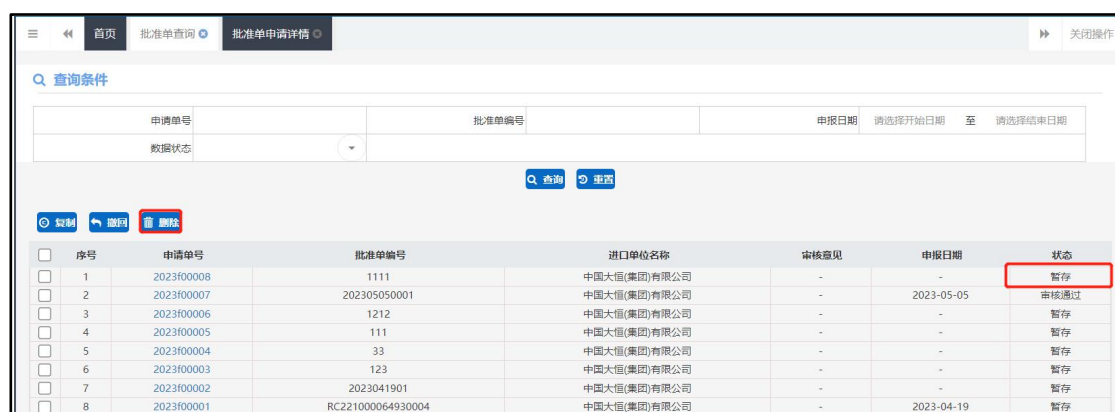 首页 批准单查询 批准单申请详情 关闭操作
查询条件
申请单号 批准单编号 申报日期 请选择开始日期 至 请选择结束日期
数据状态
查询 重置
复制 撤回 删除
序号 申请单号 批准单编号 进口单位名称 审核意见 申报日期 状态
1 2023f00008 1111 中国大恒(集团)有限公司 - - 暂存
2 2023f00007 202305050001 中国大恒(集团)有限公司 - 2023-05-05 审核通过
3 2023f00006 1212 中国大恒(集团)有限公司 - - 暂存
4 2023f00005 111 中国大恒(集团)有限公司 - - 暂存
5 2023f00004 33 中国大恒(集团)有限公司 - - 暂存
6 2023f00003 123 中国大恒(集团)有限公司 - - 暂存
7 2023f00002 2023041901 中国大恒(集团)有限公司 - - 暂存
8 2023f00001 RC221000064930004 中国大恒(集团)有限公司 - 2023-04-19 暂存